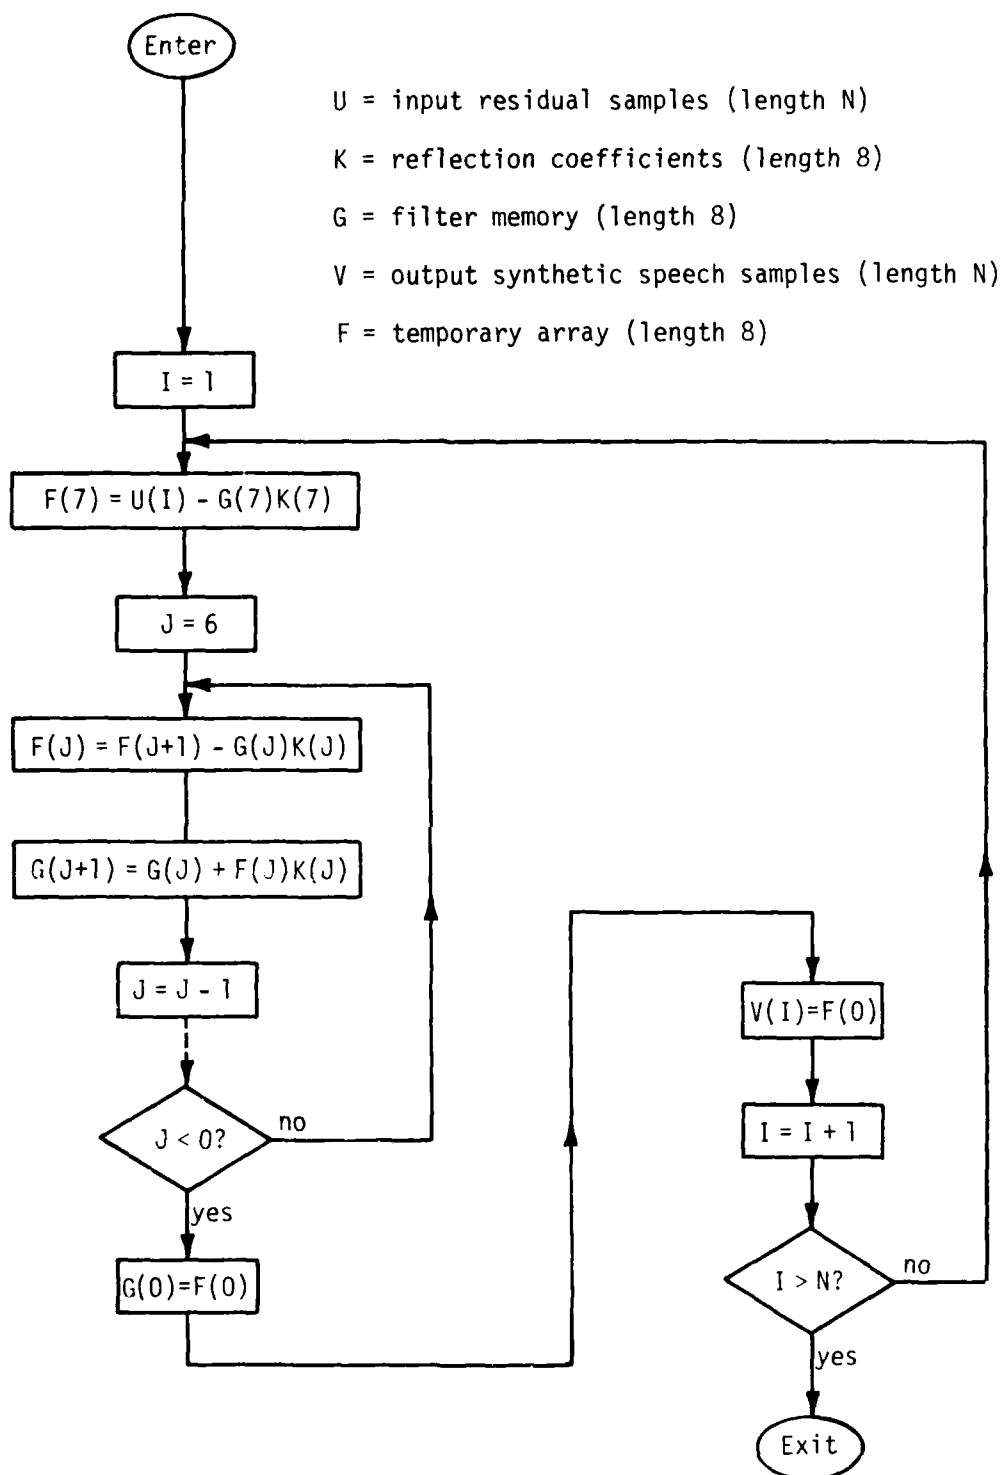 Enter
U = input residual samples (length N)
K = reflection coefficients (length 8)
G = filter memory (length 8)
V = output synthetic speech samples (length N)
F = temporary array (length 8)
I = 1
F(7) = U(I) - G(7)K(7)
J = 6
F(J) = F(J+1) - G(J)K(J)
G(J+1) = G(J) + F(J)K(J)
J = J - 1
J < 0?
no
yes
G(0)=F(0)
V(I)=F(0)
I = I + 1
I > N?
no
yes
Exit